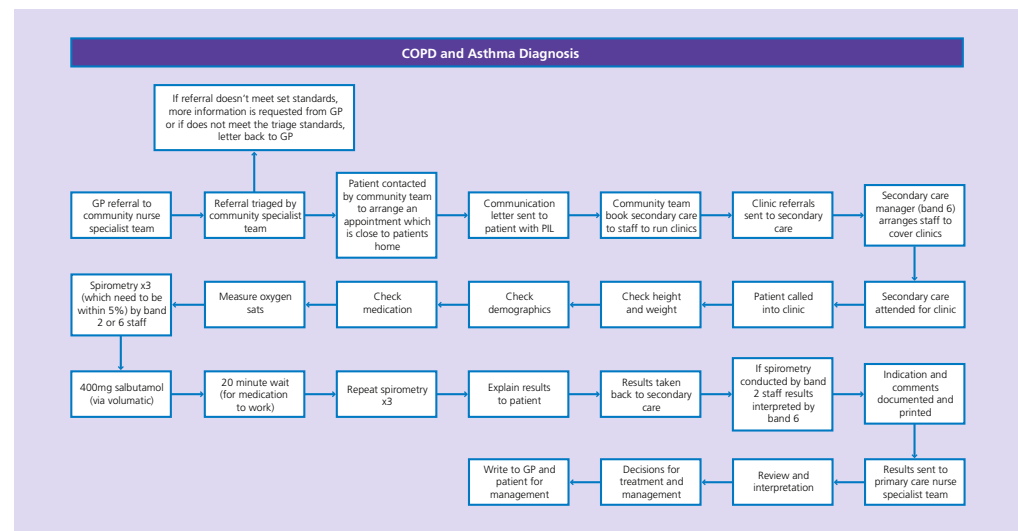 COPD and Asthma Diagnosis
If referral doesn't meet set standards,
more information is requested from GP
or if does not meet the triage standards,
letter back to GP
GP referral to
community nurse
specialist team
Referral triaged by
community specialist
team
Patient contacted
by community team
to arrange an
appointment which
is close to patients
home
Communication
letter sent to
patient with PIL
Community team
book secondary care
to staff to run clinics
Clinic referrals
sent to secondary
care
Secondary care
manager (band 6)
arranges staff to
cover clinics
Secondary care
attended for clinic
Patient called
into clinic
Check height
and weight
Check
demographics
Check
medication
Measure oxygen
sats
Spirometry x3
(which need to be
within 5%) by band
2 or 6 staff
400mg salbutamol
(via volumatic)
20 minute wait
(for medication
to work)
Repeat spirometry
x3
Explain results
to patient
Results taken
back to secondary
care
If spirometry
conducted by band
2 staff results
interpreted by
band 6
Indication and
comments
documented and
printed
Results sent to
primary care nurse
specialist team
Review and
interpretation
Decisions for
treatment and
management
Write to GP and
patient for
management